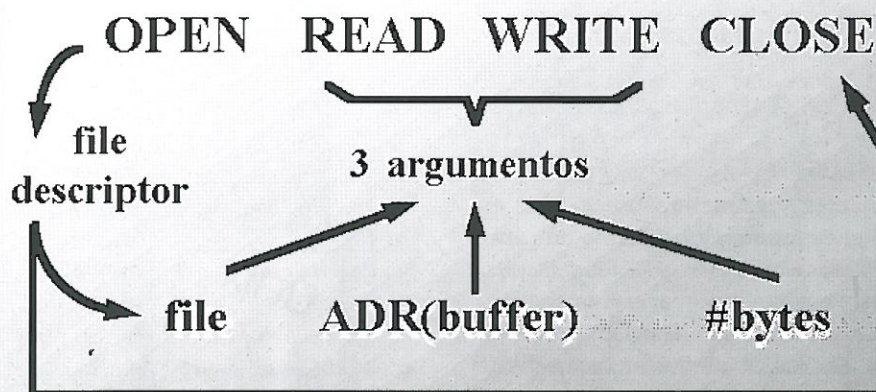 OPEN READ WRITE CLOSE
file
descriptor
3 argumentos
file ADR(buffer) #bytes